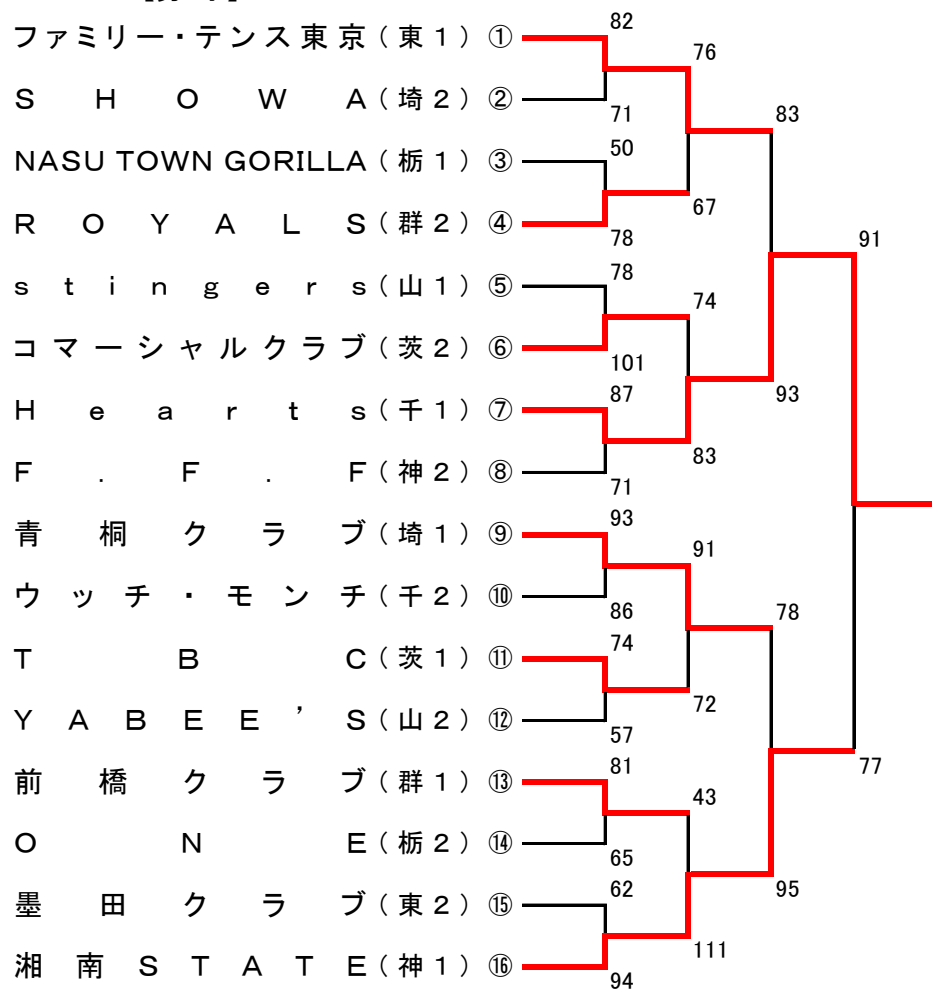 ファミリー・テンス東京(東1) ① 82
76
SHOWA(埼2) ② 71
83
NASU TOWN GORILLA(栃1) ③ 50
67
ROYALS(群2) ④ 78
91
stingers(山1) ⑤ 78
74
コマーシャルクラブ(茨2) ⑥ 101
93
Hearts(千1) ⑦ 87
83
F.F.F(神2) ⑧ 71
青桐クラブ(埼1) ⑨ 93
91
ウッチ・モンチ(千2) ⑩ 86
78
TBC(茨1) ⑪ 74
72
YABEE’S(山2) ⑫ 57
77
前橋クラブ(群1) ⑬ 81
43
ONE(栃2) ⑭ 65
95
墨田クラブ(東2) ⑮ 62
111
湘南STATE(神1) ⑯ 94